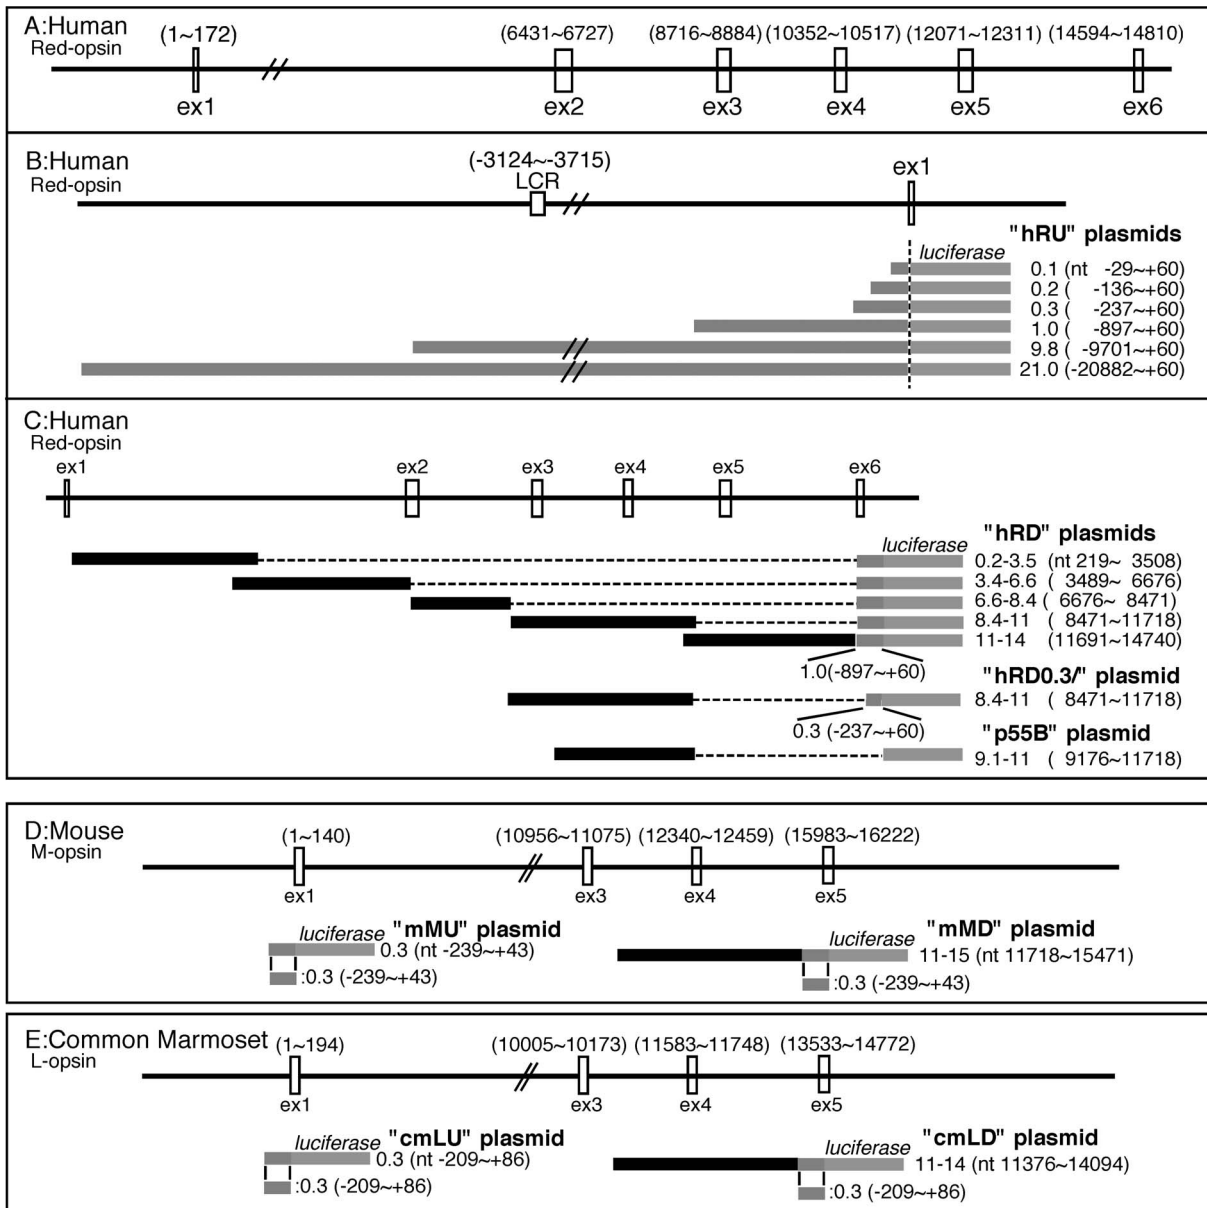 A:Human
Red-opsin
(1~172) (6431~6727) (8716~8884) (10352~10517) (12071~12311) (14594~14810)
ex1 ex2 ex3 ex4 ex5 ex6
B:Human
Red-opsin
(-3124~-3715)
LCR
ex1
"hRU" plasmids
luciferase
0.1 (nt -29~+60)
0.2 ( -136~+60)
0.3 ( -237~+60)
1.0 ( -897~+60)
9.8 ( -9701~+60)
21.0 (-20882~+60)
C:Human
Red-opsin
ex1 ex2 ex3 ex4 ex5 ex6
"hRD" plasmids
luciferase
0.2-3.5 (nt 219~ 3508)
3.4-6.6 ( 3489~ 6676)
6.6-8.4 ( 6676~ 8471)
8.4-11 ( 8471~11718)
11-14 (11691~14740)
1.0(-897~+60)
"hRD0.3/" plasmid
8.4-11 ( 8471~11718)
0.3 (-237~+60)
"p55B" plasmid
9.1-11 ( 9176~11718)
D:Mouse
M-opsin
(1~140) (10956~11075) (12340~12459) (15983~16222)
ex1 ex3 ex4 ex5
"mMU" plasmid
luciferase
0.3 (nt -239~+43)
:0.3 (-239~+43)
"mMD" plasmid
luciferase
11-15 (nt 11718~15471)
:0.3 (-239~+43)
E:Common Marmoset
L-opsin
(1~194) (10005~10173) (11583~11748) (13533~14772)
ex1 ex3 ex4 ex5
"cmLU" plasmid
luciferase
0.3 (nt -209~+86)
:0.3 (-209~+86)
"cmLD" plasmid
luciferase
11-14 (nt 11376~14094)
:0.3 (-209~+86)